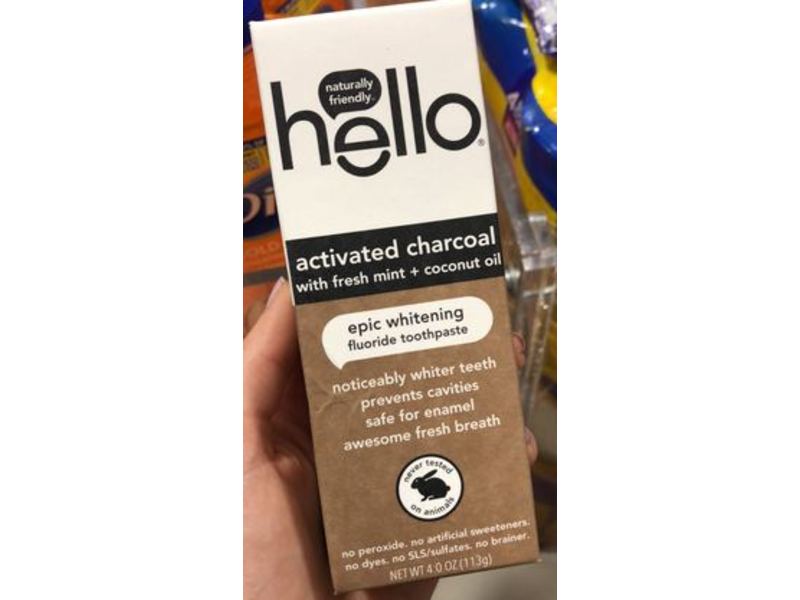 naturally
friendly™
hello®
activated charcoal
with fresh mint + coconut oil
epic whitening
fluoride toothpaste
noticeably whiter teeth
prevents cavities
safe for enamel
awesome fresh breath
never tested
on animals
no peroxide. no artificial sweeteners.
no dyes. no SLS/sulfates. no brainer.
NET WT 4.0 OZ (113g)